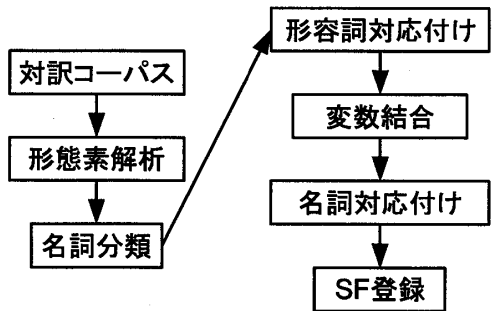 対訳コーパス
形態素解析
名詞分類
形容詞対応付け
変数結合
名詞対応付け
SF登録